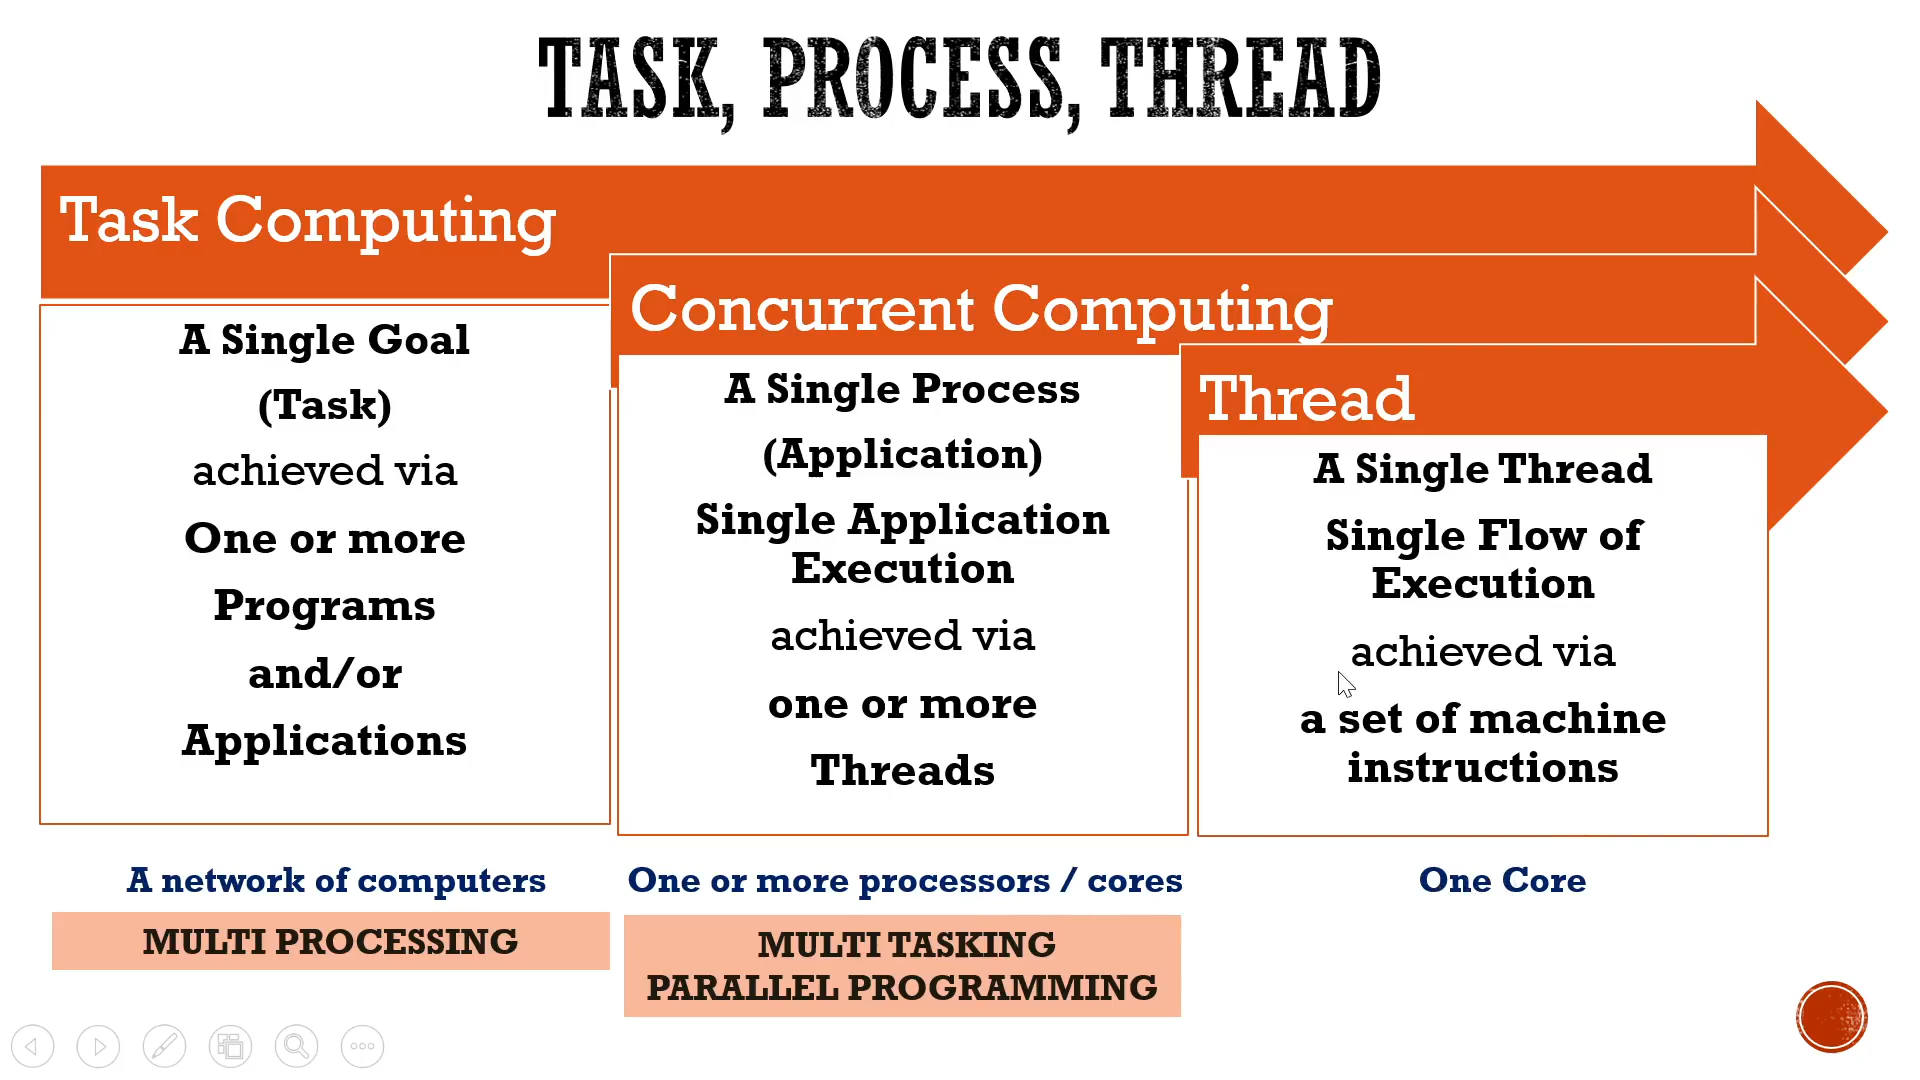 TASK, PROCESS, THREAD
Task Computing
A Single Goal
(Task)
achieved via
One or more
Programs
and/or
Applications
A network of computers
MULTI PROCESSING
Concurrent Computing
A Single Process
(Application)
Single Application
Execution
achieved via
one or more
Threads
One or more processors / cores
MULTI TASKING
PARALLEL PROGRAMMING
Thread
A Single Thread
Single Flow of
Execution
achieved via
a set of machine
instructions
One Core